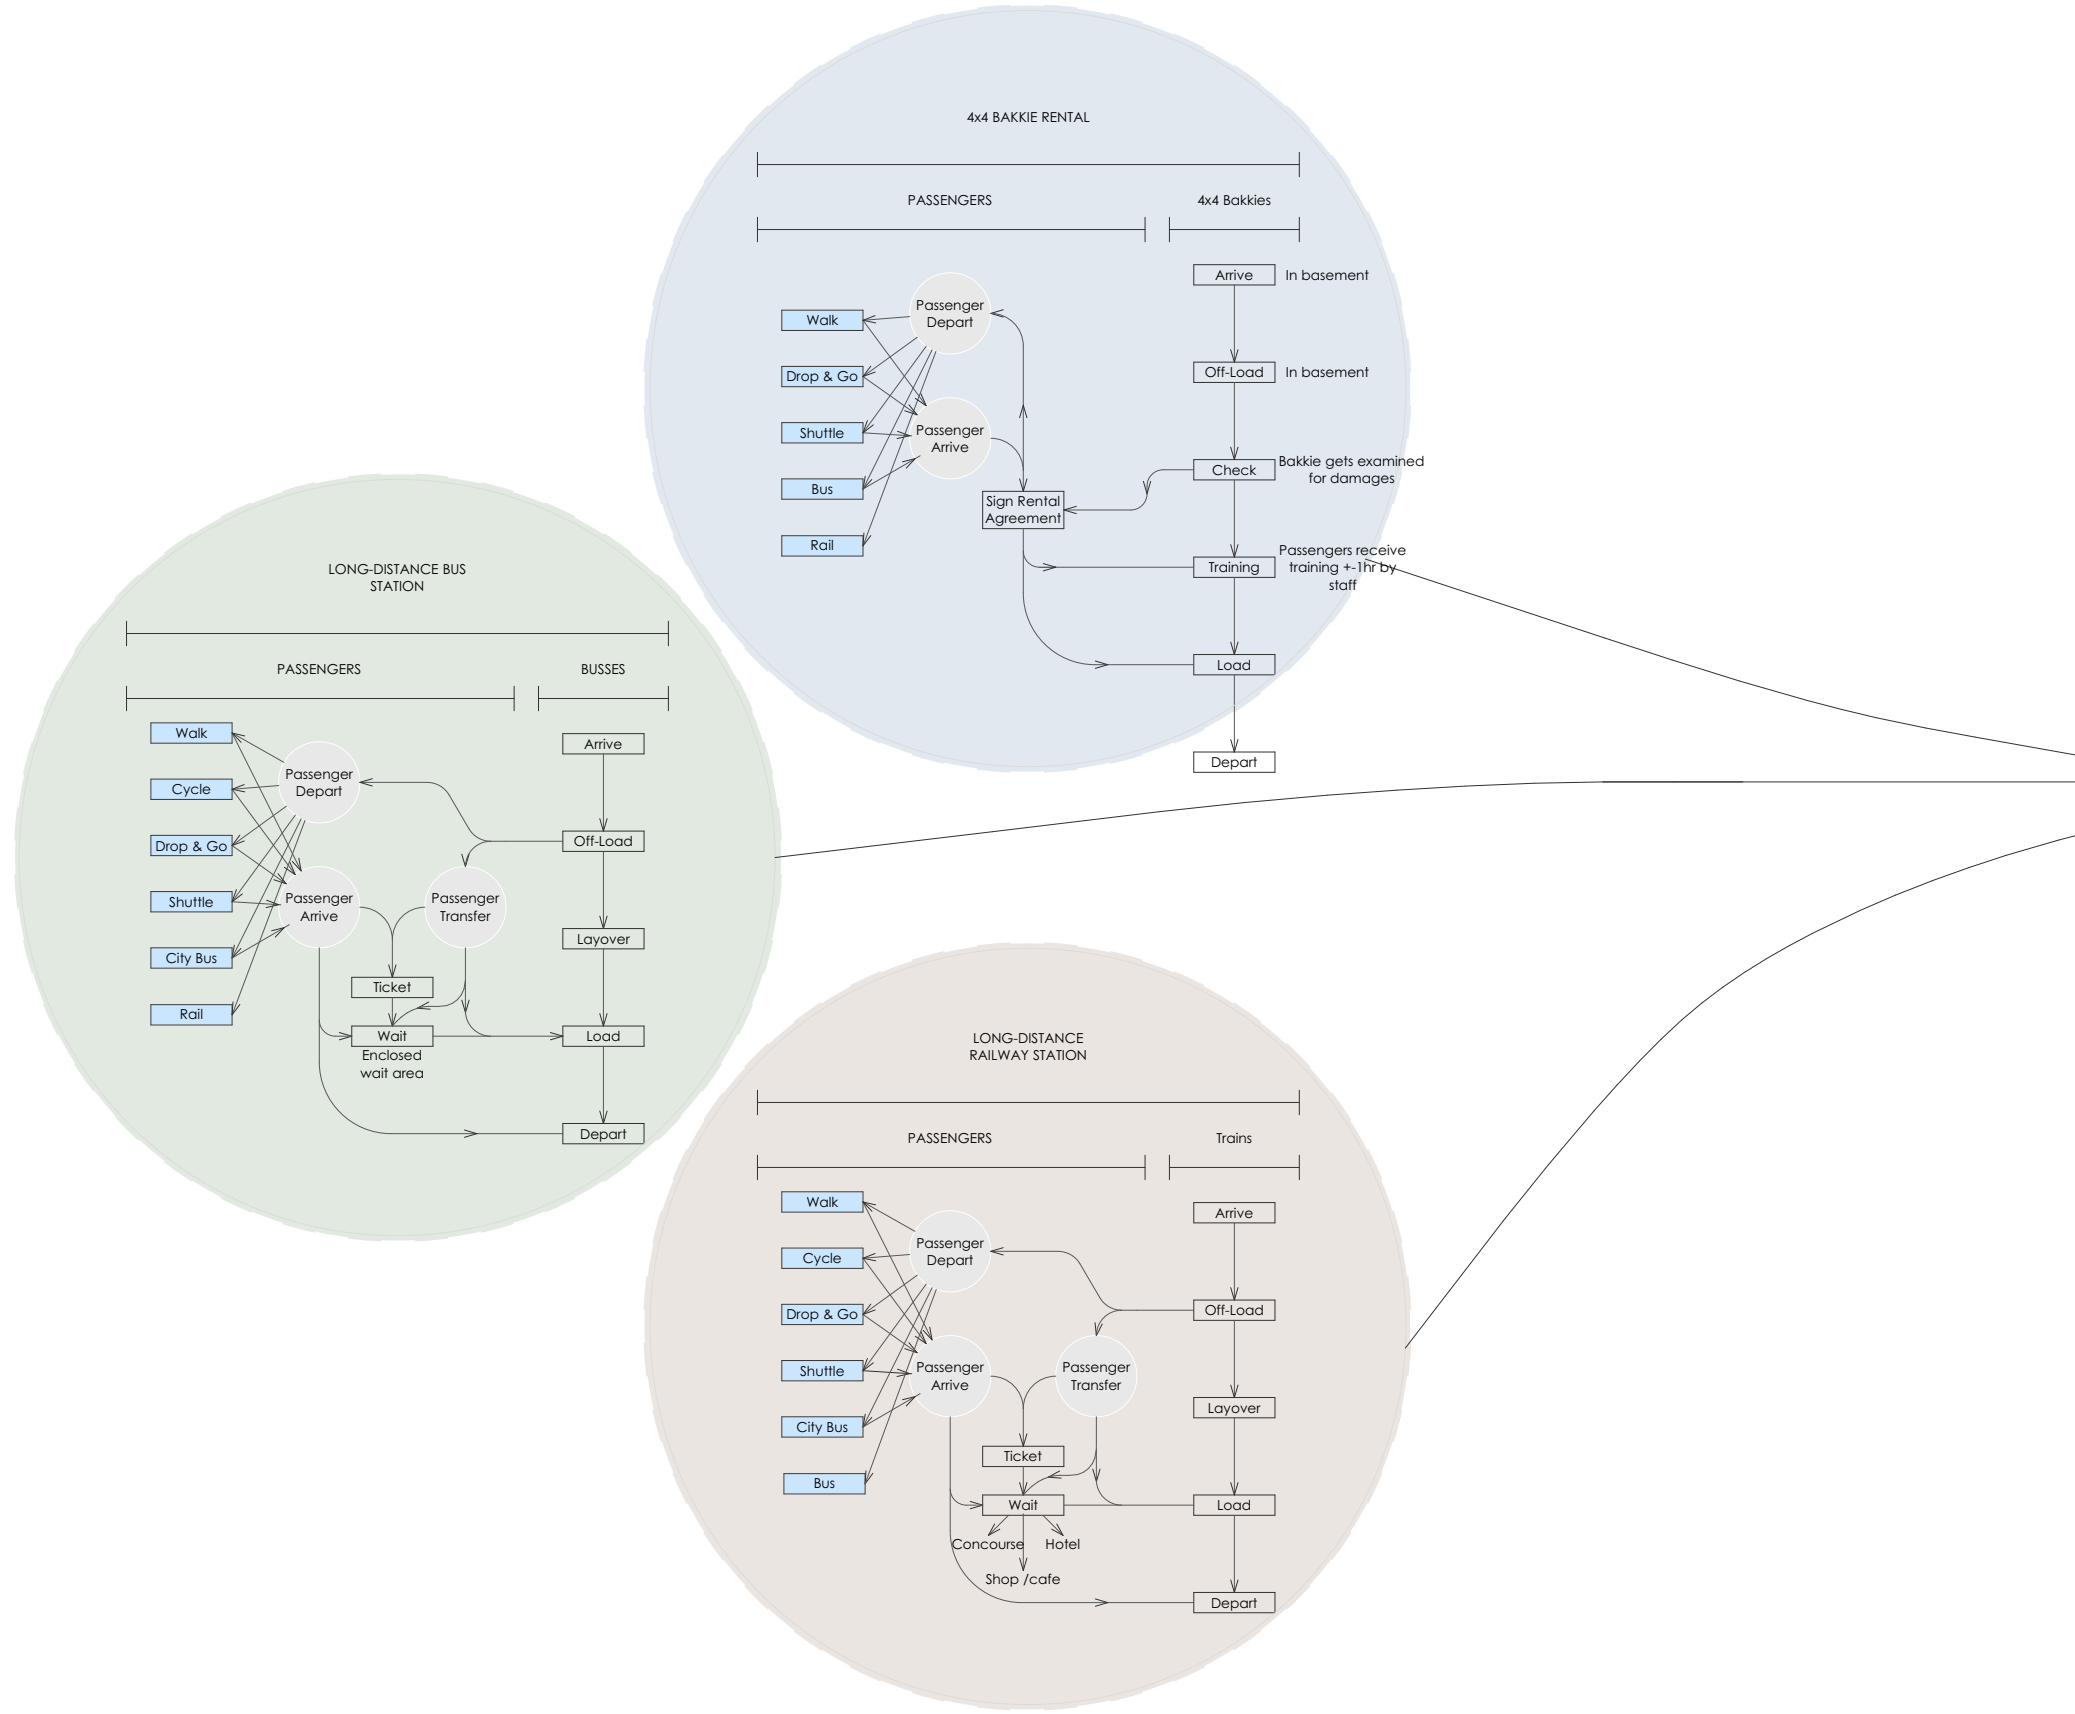 4x4 BAKKIE RENTAL
PASSENGERS
4x4 Bakkies
Arrive
In basement
Passenger
Depart
Walk
Off-Load
In basement
Drop & Go
Passenger
Arrive
Shuttle
Check
Bakkie gets examined
for damages
Bus
Sign Rental
Agreement
Rail
Training
Passengers receive
training +-1hr by
staff
Load
Depart
LONG-DISTANCE BUS
STATION
PASSENGERS
BUSSES
Walk
Arrive
Passenger
Depart
Cycle
Drop & Go
Off-Load
Shuttle
Passenger
Arrive
Passenger
Transfer
Layover
City Bus
Ticket
Rail
Wait
Load
Enclosed
wait area
Depart
LONG-DISTANCE
RAILWAY STATION
PASSENGERS
Trains
Walk
Arrive
Passenger
Depart
Cycle
Drop & Go
Off-Load
Shuttle
Passenger
Arrive
Passenger
Transfer
Layover
City Bus
Ticket
Bus
Wait
Load
Concourse
Hotel
Shop /cafe
Depart